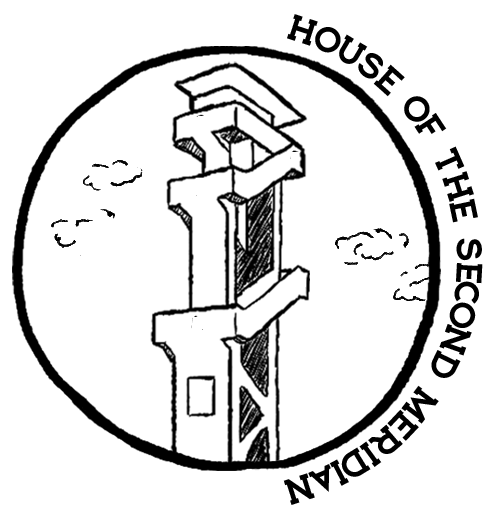 HOUSE OF THE SECOND MERIDIAN